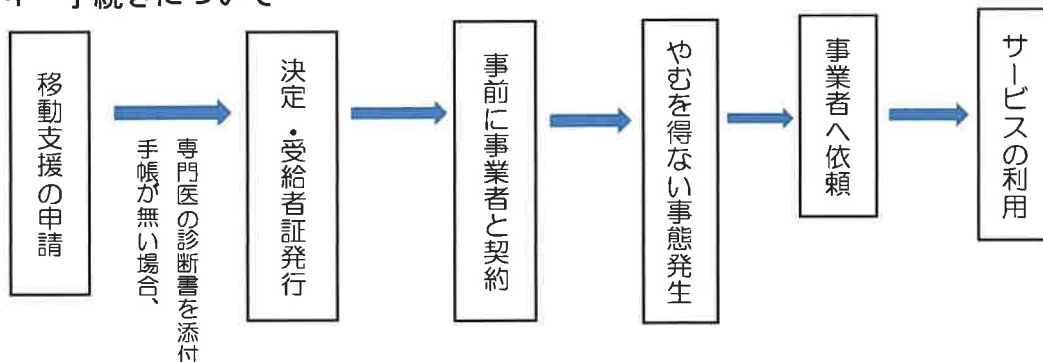 手続きについて
移動支援の申請
手帳が無い場合、
専門医の診断書を添付
決定・受給者証発行
事前に事業者と契約
やむを得ない事態発生
事業者へ依頼
サービスの利用